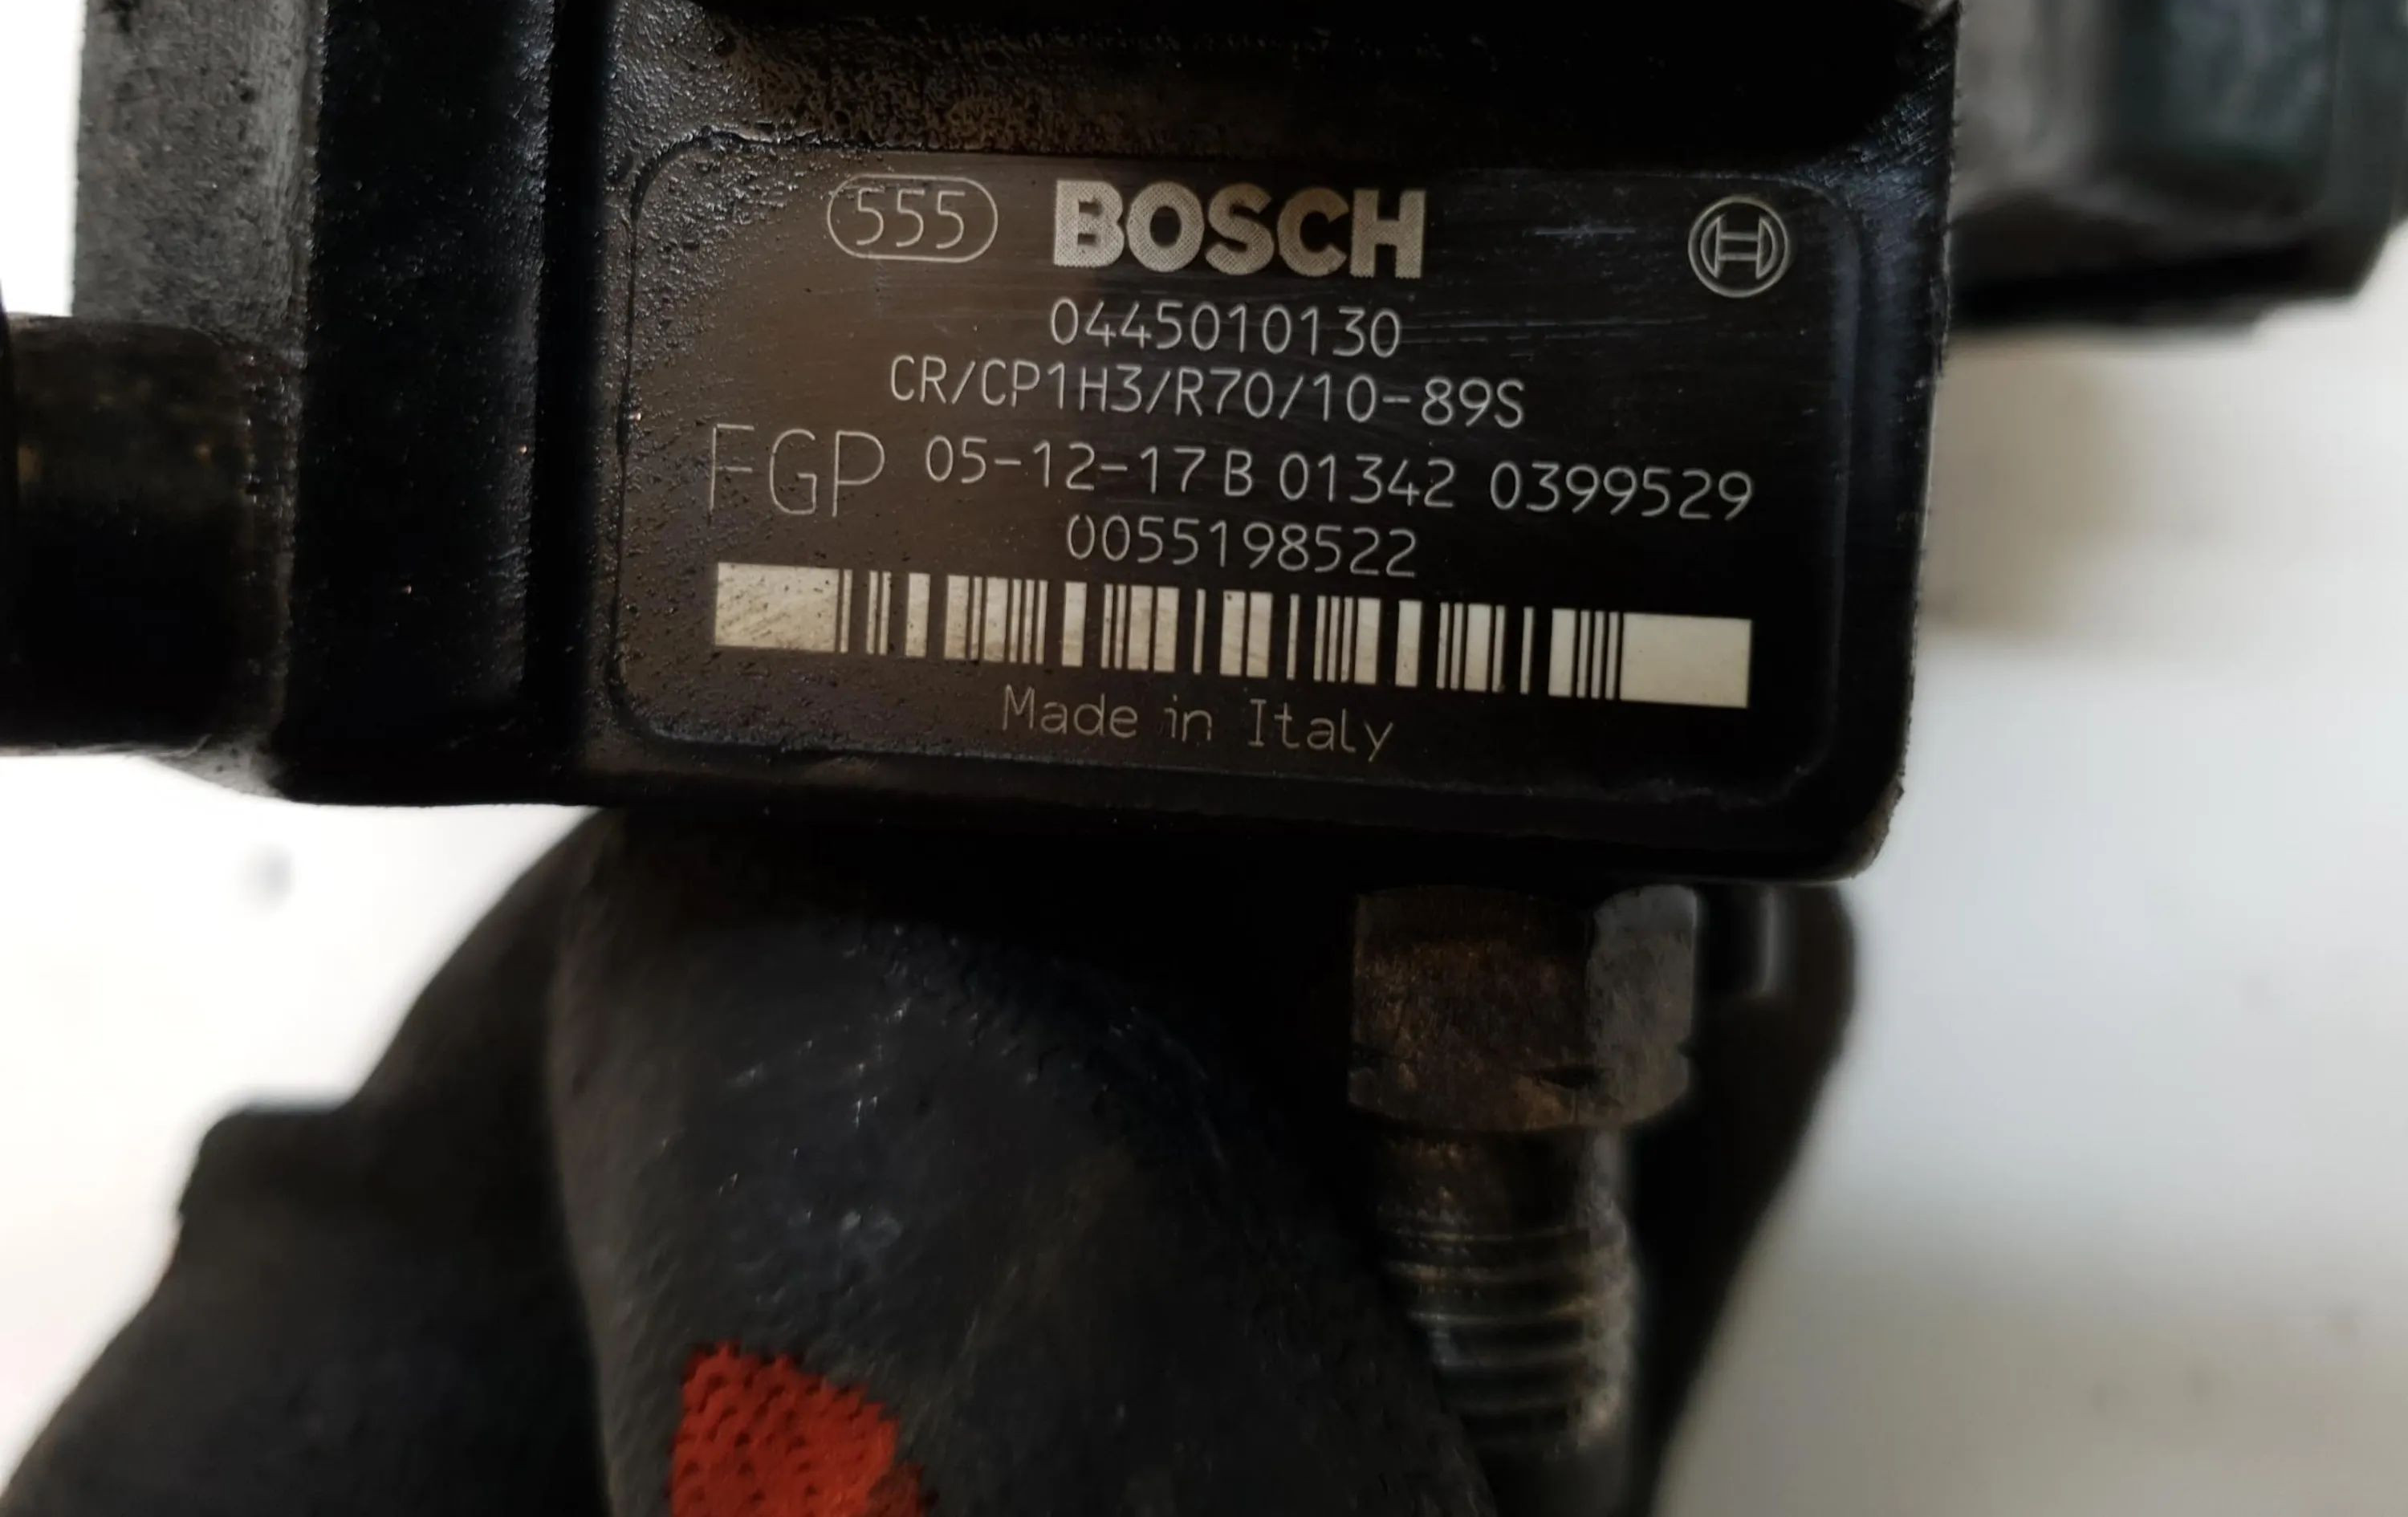 555 BOSCH
0445010130
CR/CP1H3/R70/10-89S
FGP 05-12-17 B 01342 0399529
0055198522
Made in Italy